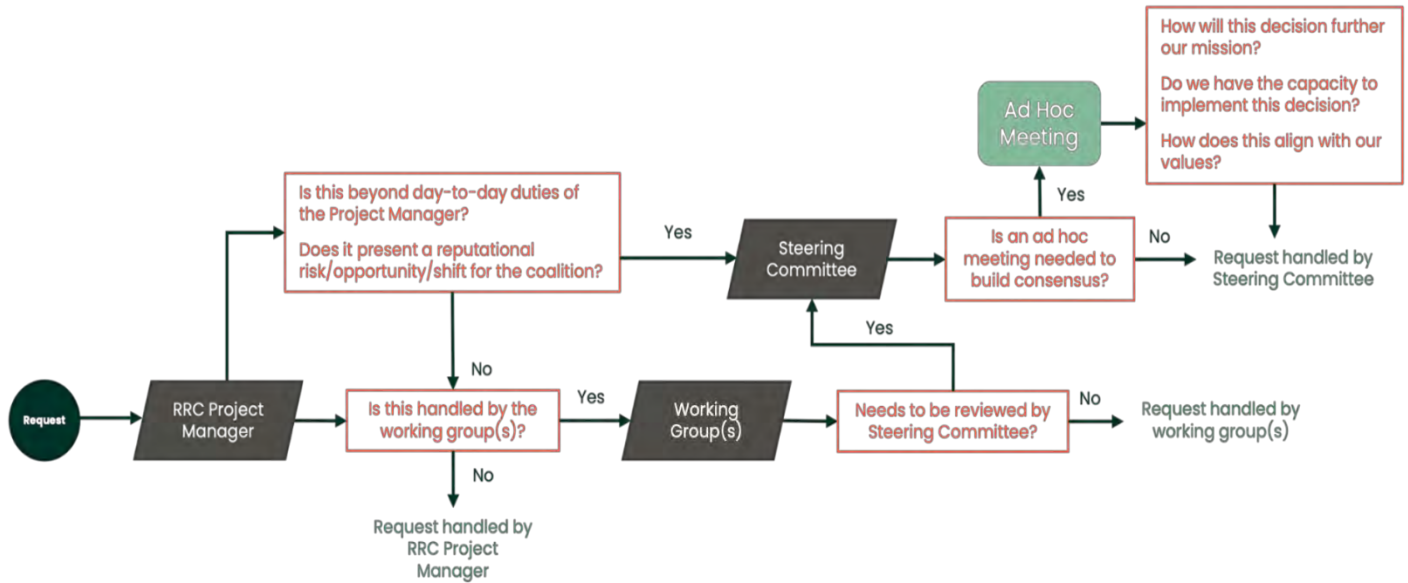 How will this decision further
our mission?
Do we have the capacity to
implement this decision?
How does this align with our
values?
Ad Hoc
Meeting
Is this beyond day-to-day duties of
the Project Manager?
Does it present a reputational
risk/opportunity/shift for the coalition?
Yes
Steering
Committee
Yes
Is an ad hoc
meeting needed to
build consensus?
No
Request handled by
Steering Committee
Yes
No
Request
RRC Project
Manager
Is this handled by the
working group(s)?
Yes
Working
Group(s)
Needs to be reviewed by
Steering Committee?
No
Request handled by
working group(s)
No
Request handled by
RRC Project
Manager